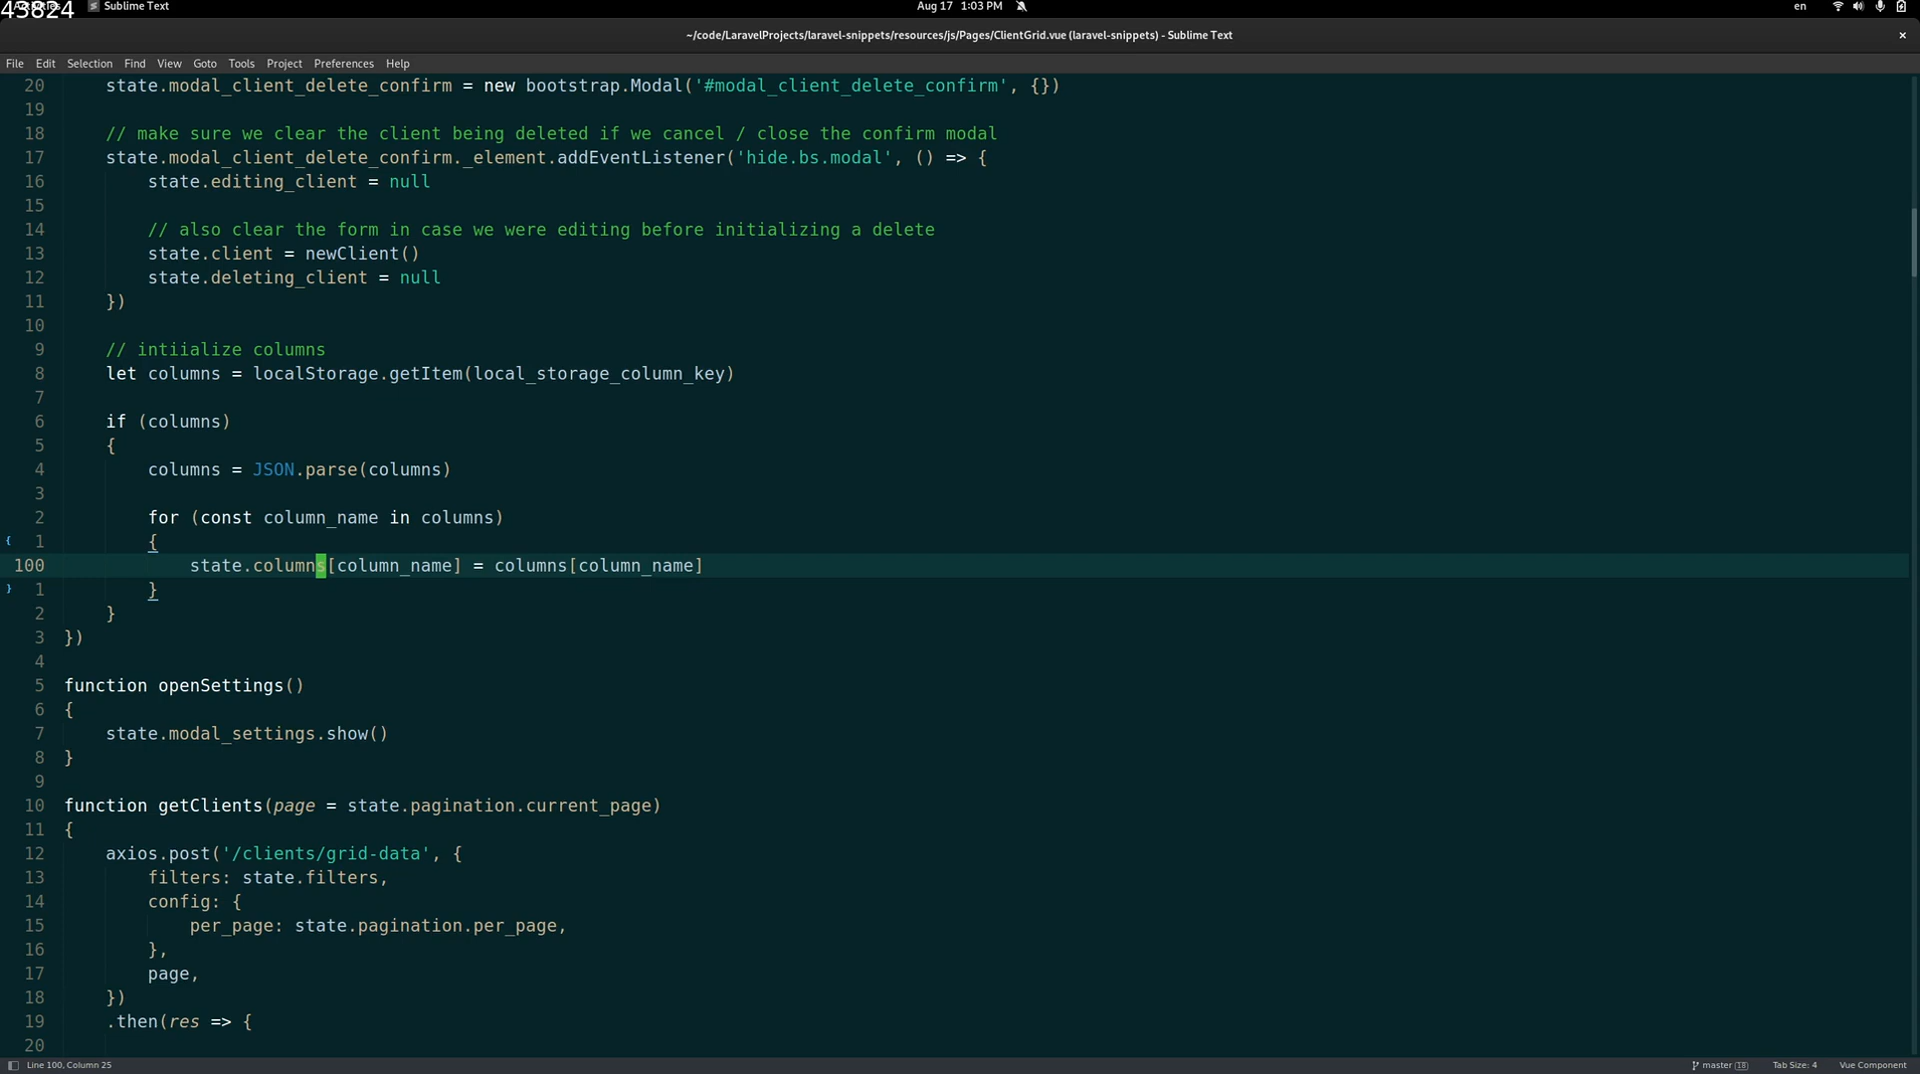 43824
Sublime Text
Aug 17 1:03 PM
en
~/code/LaravelProjects/laravel-snippets/resources/js/Pages/ClientGrid.vue (laravel-snippets) - Sublime Text
File Edit Selection Find View Goto Tools Project Preferences Help
20 state.modal_client_delete_confirm = new bootstrap.Modal('#modal_client_delete_confirm', {})
19
18 // make sure we clear the client being deleted if we cancel / close the confirm modal
17 state.modal_client_delete_confirm._element.addEventListener('hide.bs.modal', () => {
16 state.editing_client = null
15
14 // also clear the form in case we were editing before initializing a delete
13 state.client = newClient()
12 state.deleting_client = null
11 })
10
9 // intiialize columns
8 let columns = localStorage.getItem(local_storage_column_key)
7
6 if (columns)
5 {
4 columns = JSON.parse(columns)
3
2 for (const column_name in columns)
{ 1 {
100 state.columns[column_name] = columns[column_name]
} 1 }
2 }
3 })
4
5 function openSettings()
6 {
7 state.modal_settings.show()
8 }
9
10 function getClients(page = state.pagination.current_page)
11 {
12 axios.post('/clients/grid-data', {
13 filters: state.filters,
14 config: {
15 per_page: state.pagination.per_page,
16 },
17 page,
18 })
19 .then(res => {
20
Line 100, Column 25
master 18 Tab Size: 4 Vue Component